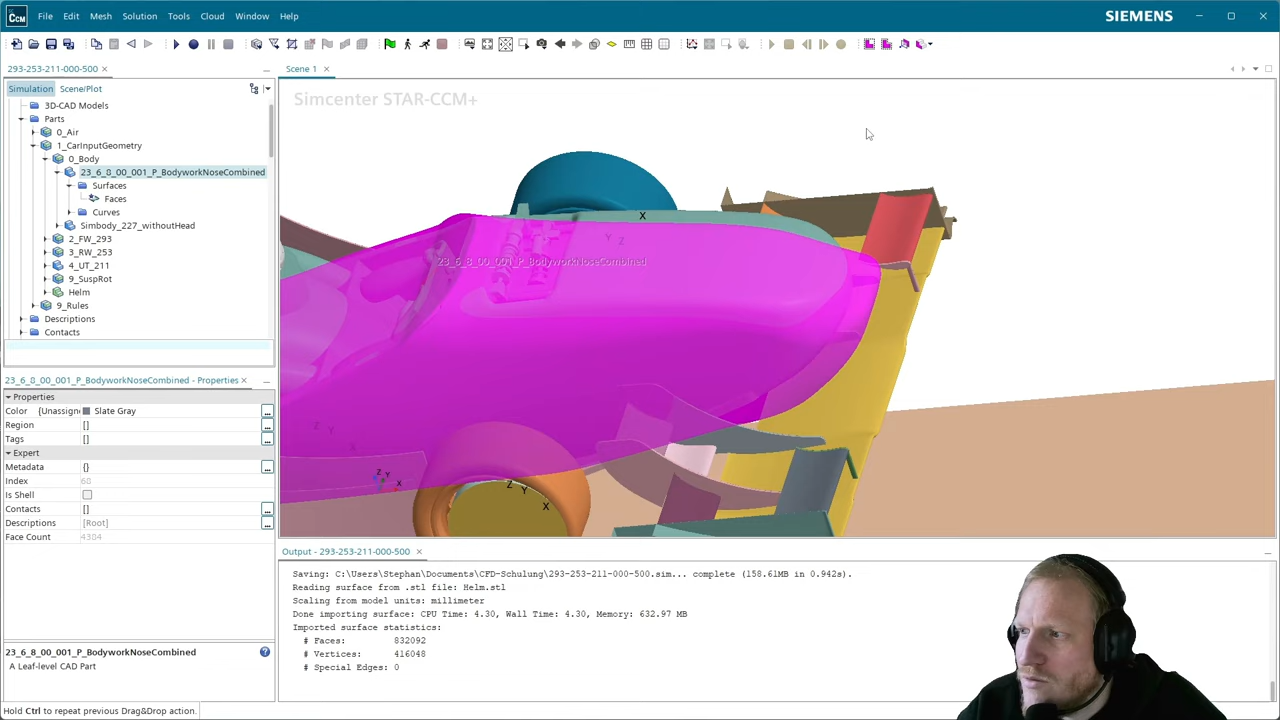 CCM
File Edit Mesh Solution Tools Cloud Window Help
SIEMENS
293-253-211-000-500
Scene 1
Simulation Scene/Plot
Simcenter STAR-CCM+
3D-CAD Models
Parts
0_Air
1_CarInputGeometry
0_Body
23_6_8_00_001_P_BodyworkNoseCombined
Surfaces
Faces
Curves
Simbody_227_withoutHead
2_FW_293
3_RW_253
4_UT_211
9_SuspRot
Helm
9_Rules
Descriptions
Contacts
X
Y Z
23_6_8_00_001_P_BodyworkNoseCombined
Z Y
X
Z Y X
Z
Y
X
23_6_8_00_001_P_BodyworkNoseCombined - Properties
Properties
Color {Unassign Slate Gray
Region []
Tags []
Expert
Metadata {}
Index 68
Is Shell
Contacts []
Descriptions [Root]
Face Count 4384
23_6_8_00_001_P_BodyworkNoseCombined
A Leaf-level CAD Part
Output - 293-253-211-000-500
Saving: C:\Users\Stephan\Documents\CFD-Schulung\293-253-211-000-500.sim... complete (158.61MB in 0.942s).
Reading surface from .stl file: Helm.stl
Scaling from model units: millimeter
Done importing surface: CPU Time: 4.30, Wall Time: 4.30, Memory: 632.97 MB
Imported surface statistics:
# Faces: 832092
# Vertices: 416048
# Special Edges: 0
Hold Ctrl to repeat previous Drag&Drop action.